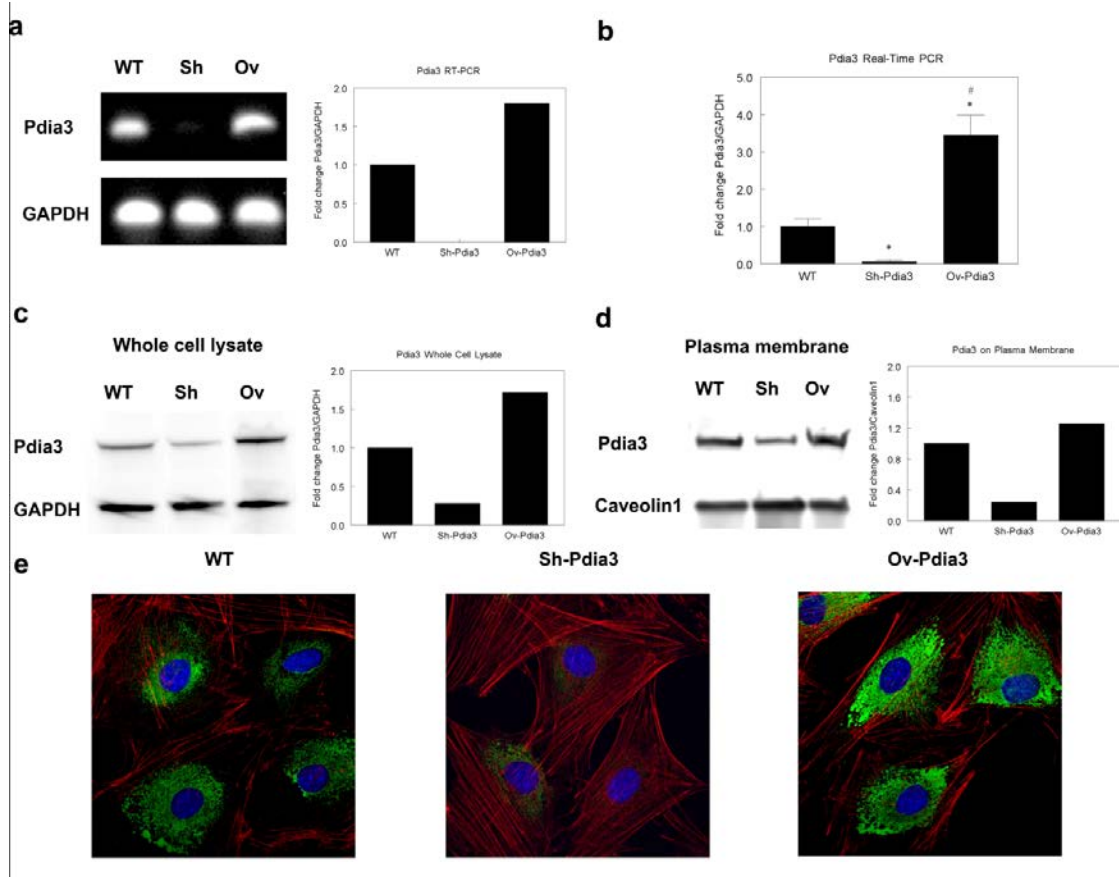 a
WT Sh Ov
Pdia3
GAPDH
Pdia3 RT-PCR
Fold change Pdia3/GAPDH
2.0
1.5
1.0
0.5
0.0
WT Sh-Pdia3 Ov-Pdia3
b
Pdia3 Real-Time PCR
Fold change Pdia3/GAPDH
5.0
4.0
3.0
2.0
1.0
0.0
*
#
*
WT Sh-Pdia3 Ov-Pdia3
c
Whole cell lysate
WT Sh Ov
Pdia3
GAPDH
Pdia3 Whole Cell Lysate
Fold change Pdia3/GAPDH
2.0
1.5
1.0
0.5
0.0
WT Sh-Pdia3 Ov-Pdia3
d
Plasma membrane
WT Sh Ov
Pdia3
Caveolin1
Pdia3 on Plasma Membrane
Fold change Pdia3/Caveolin1
2.0
1.6
1.2
0.8
0.4
0.0
WT Sh-Pdia3 Ov-Pdia3
e
WT Sh-Pdia3 Ov-Pdia3